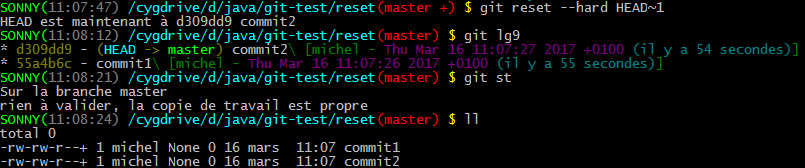 SONNY(11:07:47) /cygdrive/d/java/git-test/reset(master +) $ git reset --hard HEAD~1
HEAD est maintenant à d309dd9 commit2
SONNY(11:08:12) /cygdrive/d/java/git-test/reset(master) $ git lg9
* d309dd9 - (HEAD -> master) commit2\ [michel - Thu Mar 16 11:07:27 2017 +0100 (il y a 54 secondes)]
* 55a4b6c - commit1\ [michel - Thu Mar 16 11:07:26 2017 +0100 (il y a 55 secondes)]
SONNY(11:08:21) /cygdrive/d/java/git-test/reset(master) $ git st
Sur la branche master
rien à valider, la copie de travail est propre
SONNY(11:08:24) /cygdrive/d/java/git-test/reset(master) $ ll
total 0
-rw-rw-r--+ 1 michel None 0 16 mars  11:07 commit1
-rw-rw-r--+ 1 michel None 0 16 mars  11:07 commit2